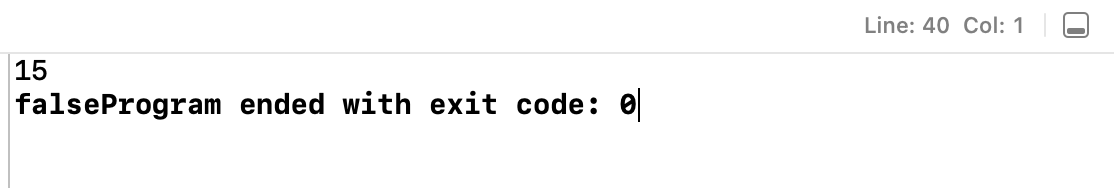 Line: 40 Col: 1
15
falseProgram ended with exit code: 0